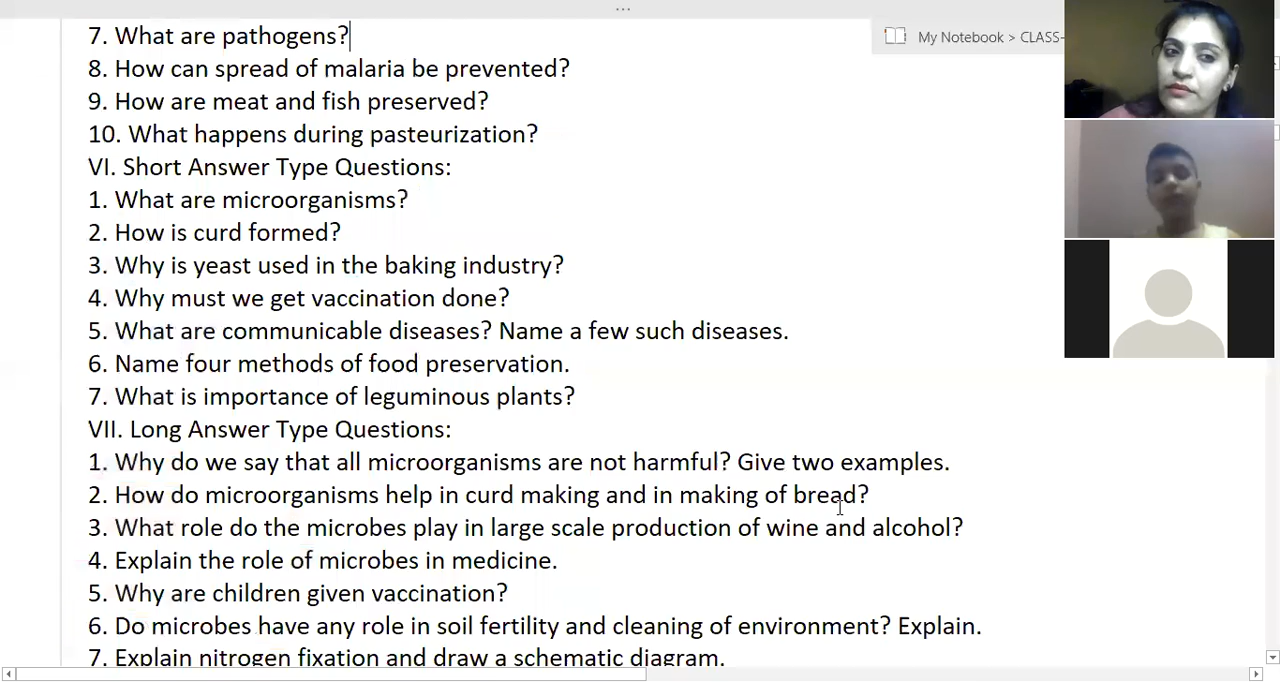 ...
7. What are pathogens?
My Notebook > CLASS-
8. How can spread of malaria be prevented?
9. How are meat and fish preserved?
10. What happens during pasteurization?
VI. Short Answer Type Questions:
1. What are microorganisms?
2. How is curd formed?
3. Why is yeast used in the baking industry?
4. Why must we get vaccination done?
5. What are communicable diseases? Name a few such diseases.
6. Name four methods of food preservation.
7. What is importance of leguminous plants?
VII. Long Answer Type Questions:
1. Why do we say that all microorganisms are not harmful? Give two examples.
2. How do microorganisms help in curd making and in making of bread?
3. What role do the microbes play in large scale production of wine and alcohol?
4. Explain the role of microbes in medicine.
5. Why are children given vaccination?
6. Do microbes have any role in soil fertility and cleaning of environment? Explain.
7. Explain nitrogen fixation and draw a schematic diagram.